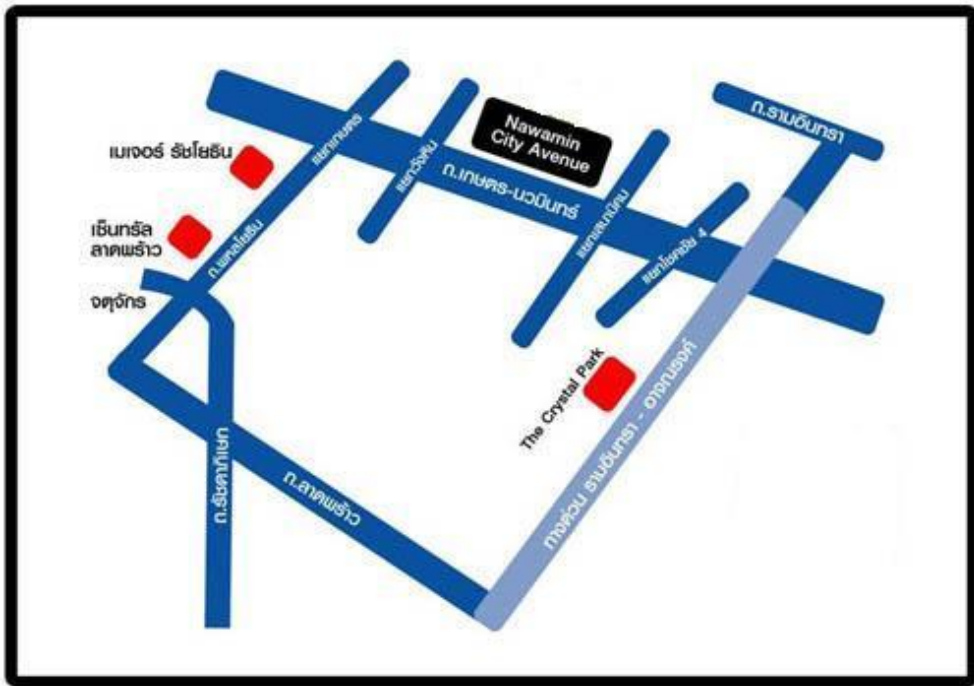 ถ.รามอินทรา
Nawamin
City Avenue
แยกเกษตร
แยกวังหิน
เมเจอร์ รัชโยธิน
ถ.เกษตร-นวมินทร์
แยกเสนานิคม
เซ็นทรัล
ลาดพร้าว
ถ.พหลโยธิน
แยกโชคชัย 4
จตุจักร
The Crystal Park
ทางด่วน รามอินทรา - อาจณรงค์
ถ.รัชดาภิเษก
ถ.ลาดพร้าว